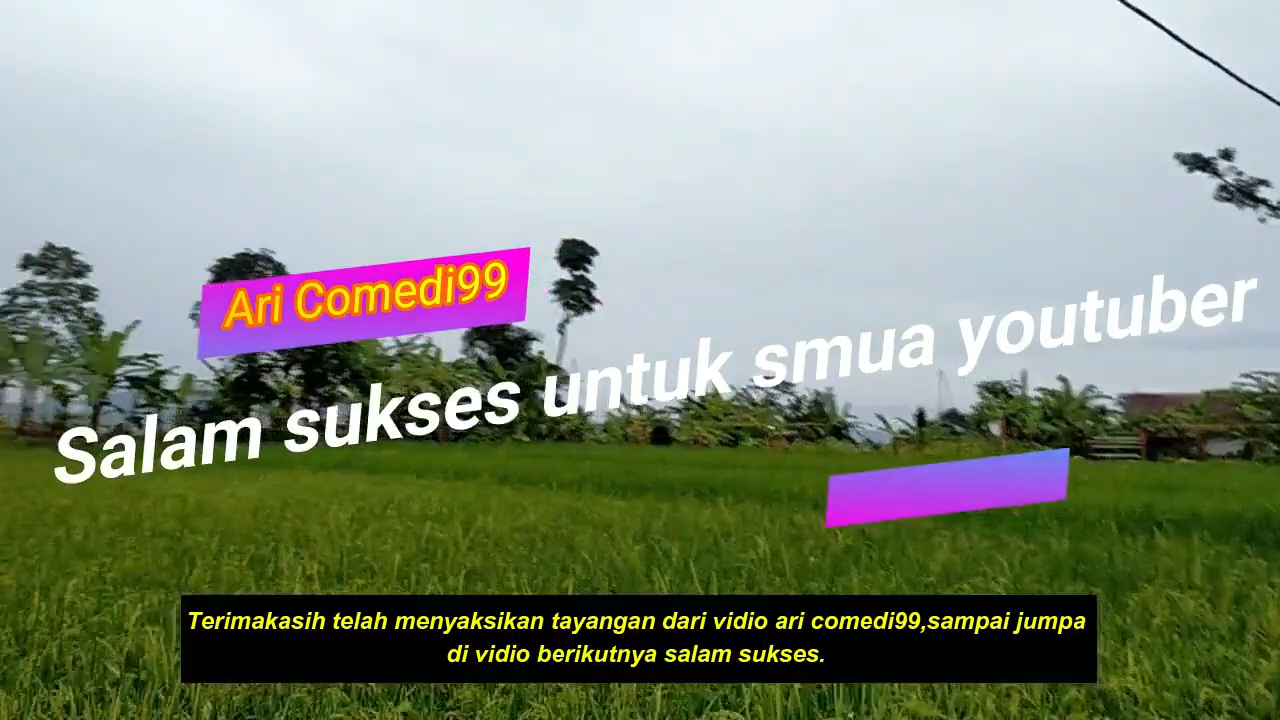 Ari Comedi99
Salam sukses untuk smua youtuber
Terimakasih telah menyaksikan tayangan dari vidio ari comedi99,sampai jumpa
di vidio berikutnya salam sukses.